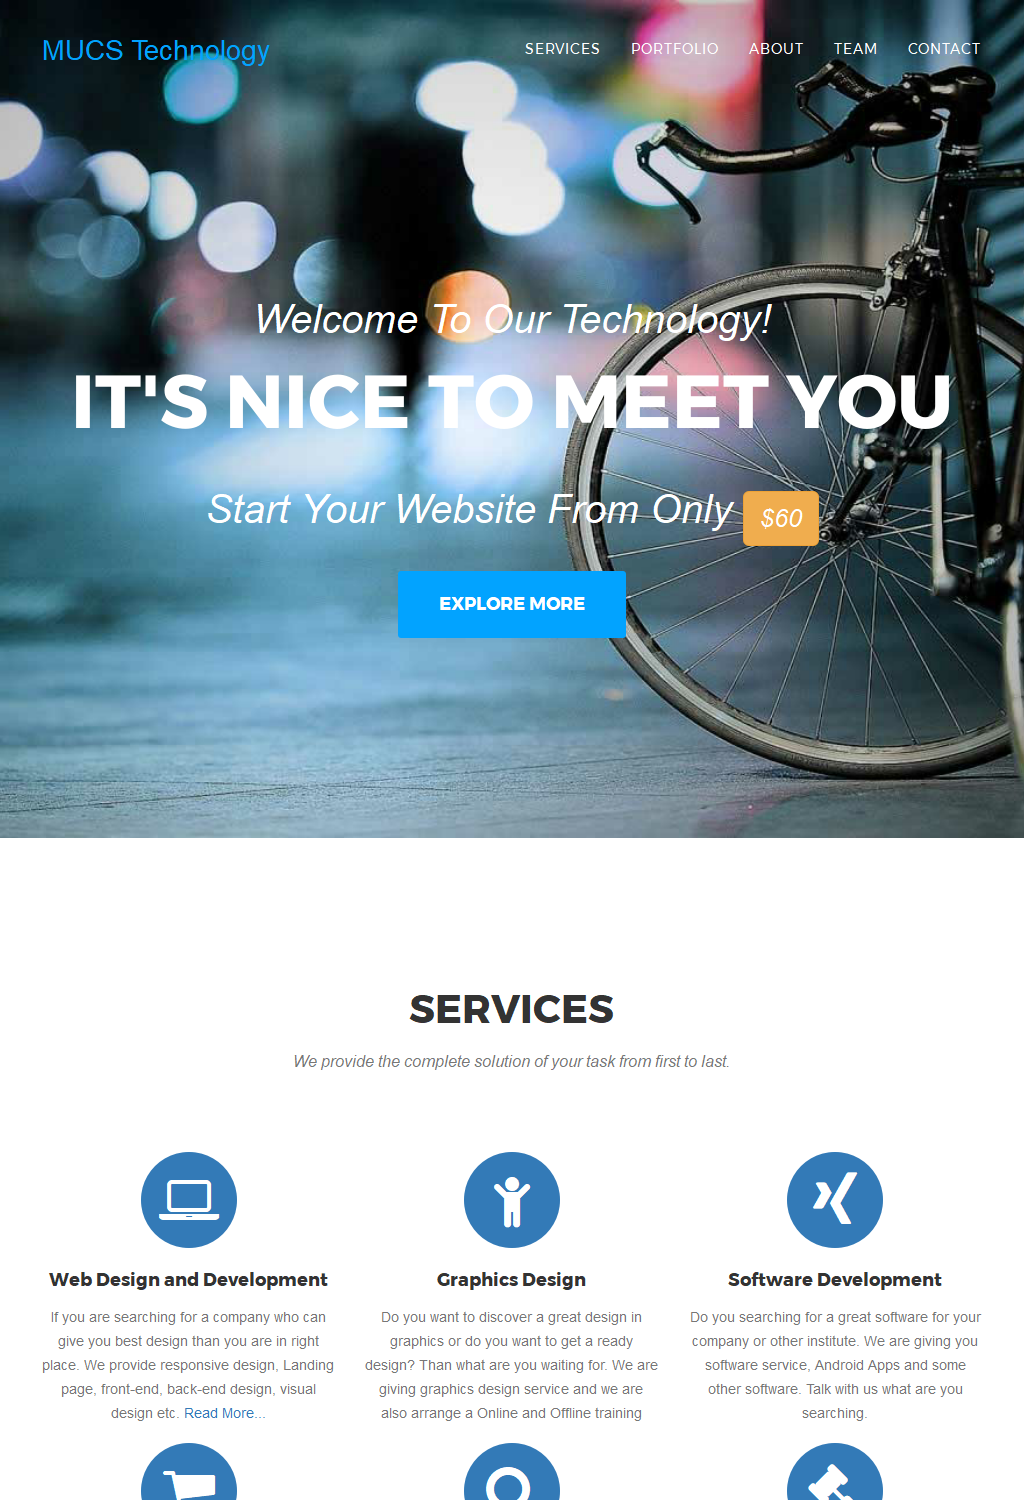 MUCS Technology
SERVICES PORTFOLIO ABOUT TEAM CONTACT
Welcome To Our Technology!
IT'S NICE TO MEET YOU
Start Your Website From Only $60
EXPLORE MORE
SERVICES
We provide the complete solution of your task from first to last.
Web Design and Development
If you are searching for a company who can
give you best design than you are in right
place. We provide responsive design, Landing
page, front-end, back-end design, visual
design etc. Read More...
Graphics Design
Do you want to discover a great design in
graphics or do you want to get a ready
design? Than what are you waiting for. We are
giving graphics design service and we are
also arrange a Online and Offline training
Software Development
Do you searching for a great software for your
company or other institute. We are giving you
software service, Android Apps and some
other software. Talk with us what are you
searching.